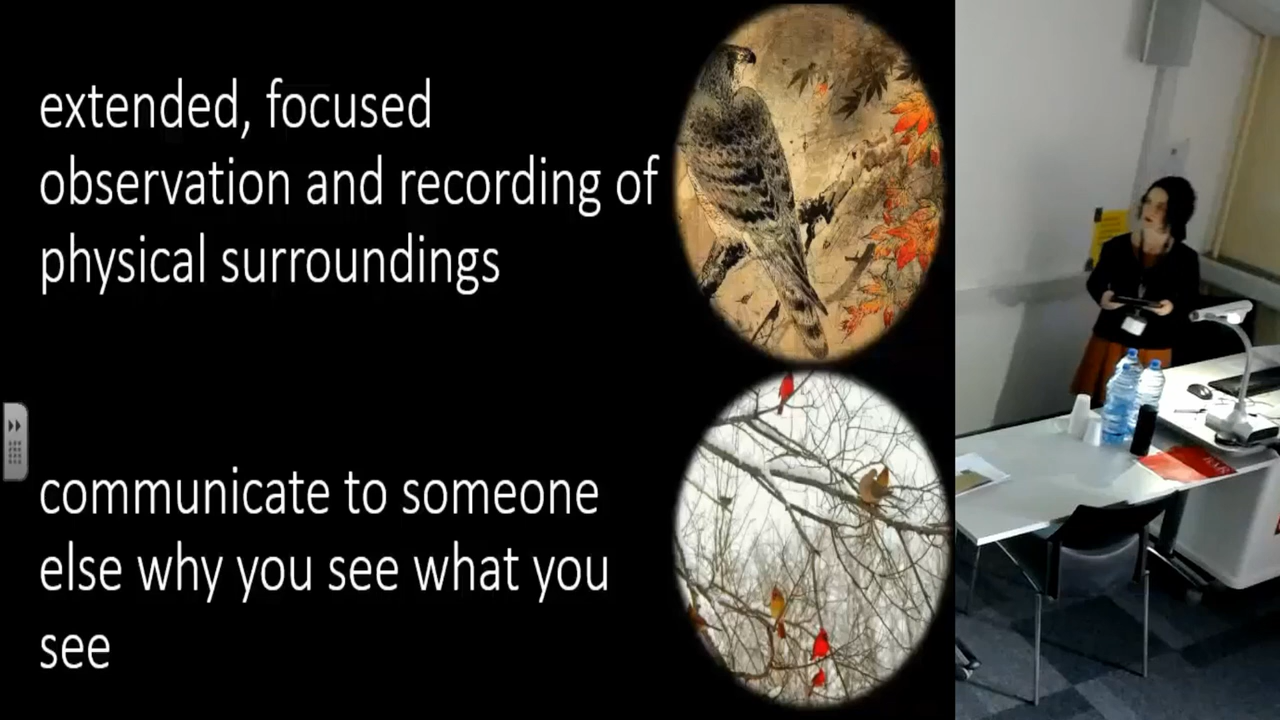 extended, focused
observation and recording of
physical surroundings
communicate to someone
else why you see what you
see